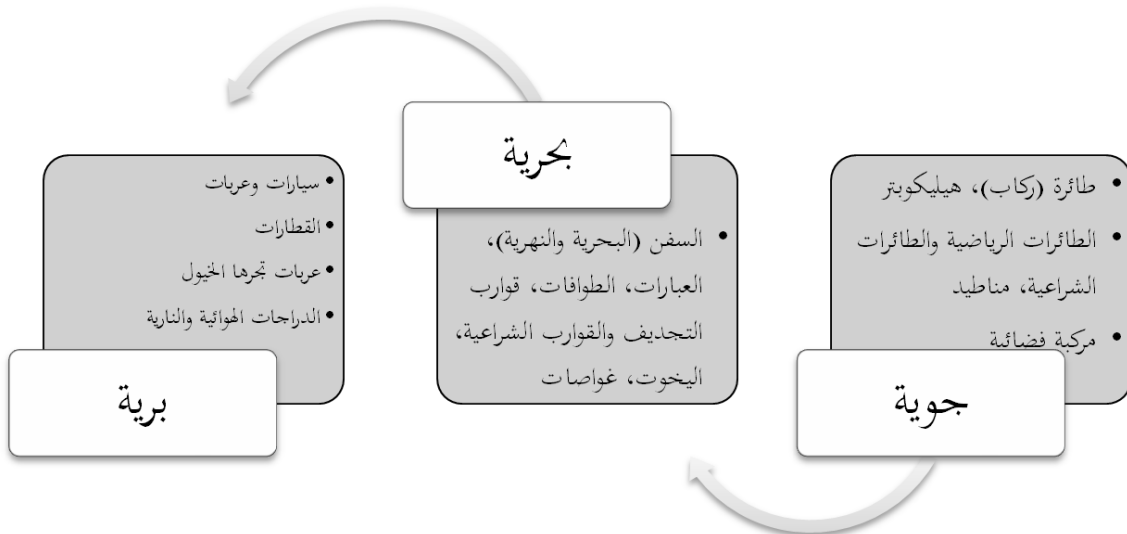 طائرة (ركاب)، هيليكوبتر
الطائرات الرياضية والطائرات
الشراعية، مناطيد
مركبة فضائية
جوية
بحرية
السفن (البحرية والنهرية)،
العبارات، الطوافات، قوارب
التجديف والقوارب الشراعية،
اليخوت، غواصات
سيارات وعربات
القطارات
عربات تجرها الخيول
الدراجات الهوائية والنارية
برية